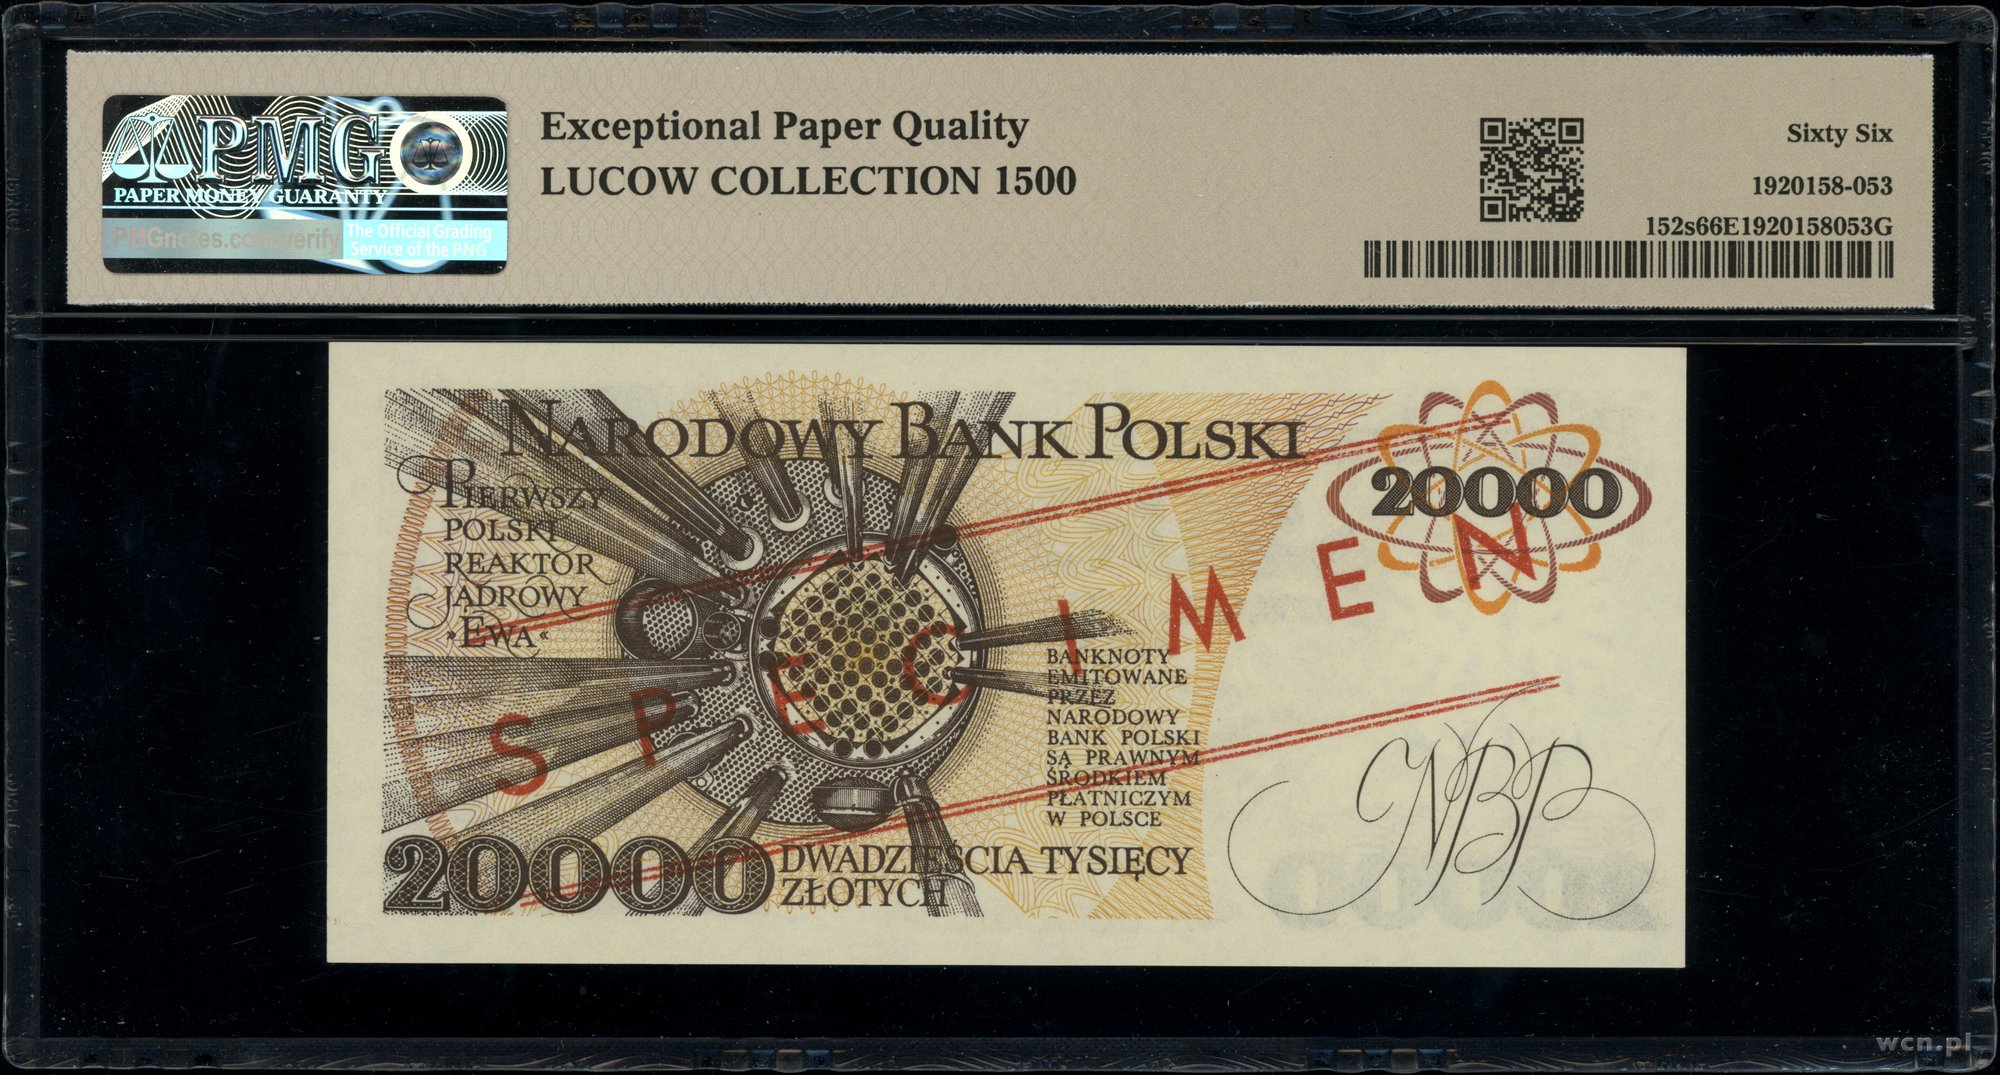 PMG
PAPER MONEY GUARANTY
PMGnotes.com/verify
The Official Grading
Service of the PNG
Exceptional Paper Quality
LUCOW COLLECTION 1500
Sixty Six
1920158-053
152s66E1920158053G
NARODOWY BANK POLSKI
PIERWSZY
POLSKI
REAKTOR
JĄDROWY
»EWA«
20000
SPECIMEN
BANKNOTY
EMITOWANE
PRZEZ
NARODOWY
BANK POLSKI
SĄ PRAWNYM
ŚRODKIEM
PŁATNICZYM
W POLSCE
NBP
20000 DWADZIEŚCIA TYSIĘCY
ZŁOTYCH
wcn.pl